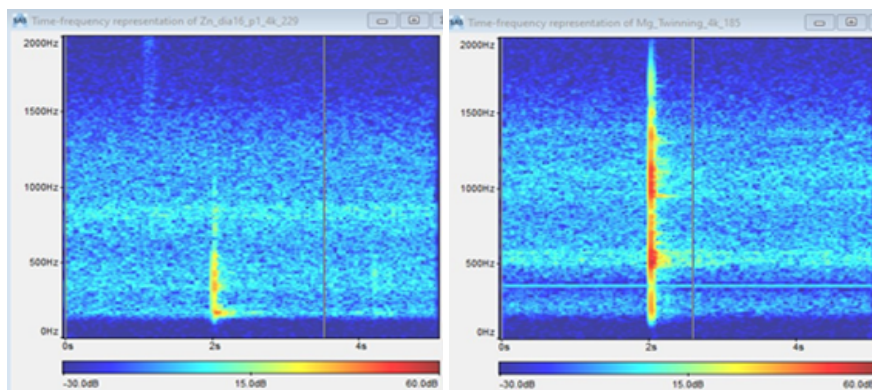 SAS Time-frequency representation of Zn_dia16_p1_4k_229
2000Hz
1500Hz
1000Hz
500Hz
0Hz
0s 2s 4s
-30.0dB 15.0dB 60.0dB
SAS Time-frequency representation of Mg_Twinning_4k_185
2000Hz
1500Hz
1000Hz
500Hz
0Hz
0s 2s 4s
-30.0dB 15.0dB 60.0dB